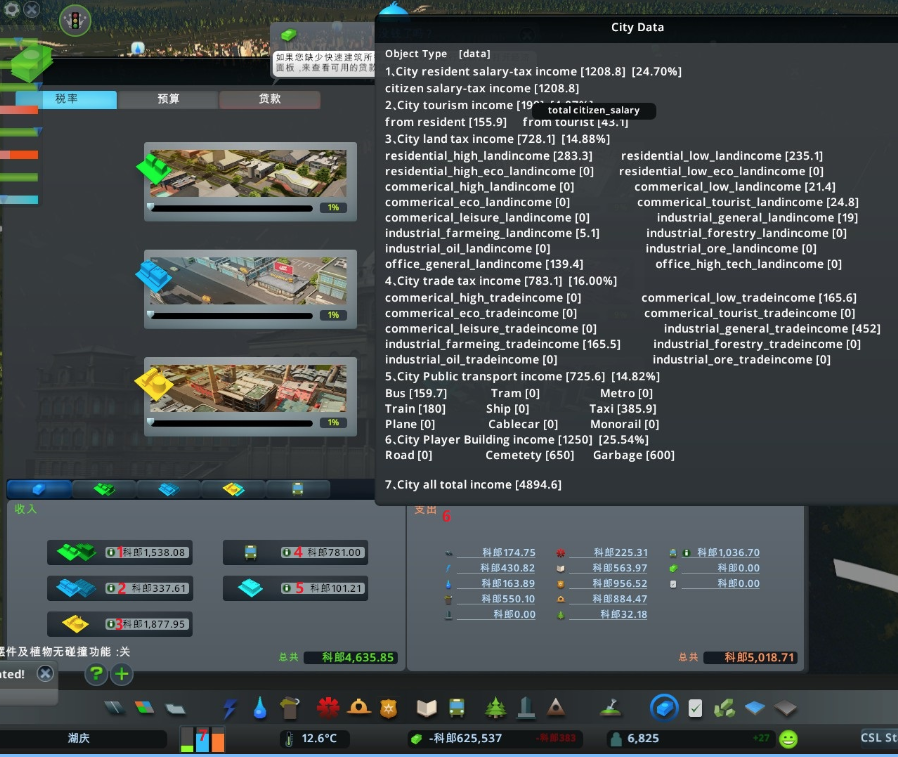 City Data
如果您缺少快速建筑所
面板 ,来查看可用的贷款
Object Type [data]
1、City resident salary-tax income [1208.8] [24.70%]
citizen salary-tax income [1208.8]
2、City tourism income [199
total citizen_salary
from resident [155.9] from tourist [43.1]
3、City land tax income [728.1] [14.88%]
residential_high_landincome [283.3] residential_low_landincome [235.1]
residential_high_eco_landincome [0] residential_low_eco_landincome [0]
commerical_high_landincome [0] commerical_low_landincome [21.4]
commerical_eco_landincome [0] commerical_tourist_landincome [24.8]
commerical_leisure_landincome [0] industrial_general_landincome [19]
industrial_farmeing_landincome [5.1] industrial_forestry_landincome [0]
industrial_oil_landincome [0] industrial_ore_landincome [0]
office_general_landincome [139.4] office_high_tech_landincome [0]
4、City trade tax income [783.1] [16.00%]
commerical_high_tradeincome [0] commerical_low_tradeincome [165.6]
commerical_eco_tradeincome [0] commerical_tourist_tradeincome [0]
commerical_leisure_tradeincome [0] industrial_general_tradeincome [452]
industrial_farmeing_tradeincome [165.5] industrial_forestry_tradeincome [0]
industrial_oil_tradeincome [0] industrial_ore_tradeincome [0]
5、City Public transport income [725.6] [14.82%]
Bus [159.7] Tram [0] Metro [0]
Train [180] Ship [0] Taxi [385.9]
Plane [0] Cablecar [0] Monorail [0]
6、City Player Building income [1250] [25.54%]
Road [0] Cemetety [650] Garbage [600]
7、City all total income [4894.6]
税率 预算 贷款
1%
1%
1%
收入
1 科郎1,538.08 4 科郎781.00
2 科郎337.61 5 科郎101.21
3 科郎1,877.95
总共 科郎4,635.85
支出 6
科郎174.75 科郎225.31 科郎1,036.70
科郎430.82 科郎563.97 科郎0.00
科郎163.89 科郎956.52 科郎0.00
科郎550.10 科郎884.47
科郎0.00 科郎32.18
总共 科郎5,018.71
摆件及植物无碰撞功能 :关
ated!
湖庆 7 12.6°C -科郎625,537 -科郎383 6,825 +27 CSL St